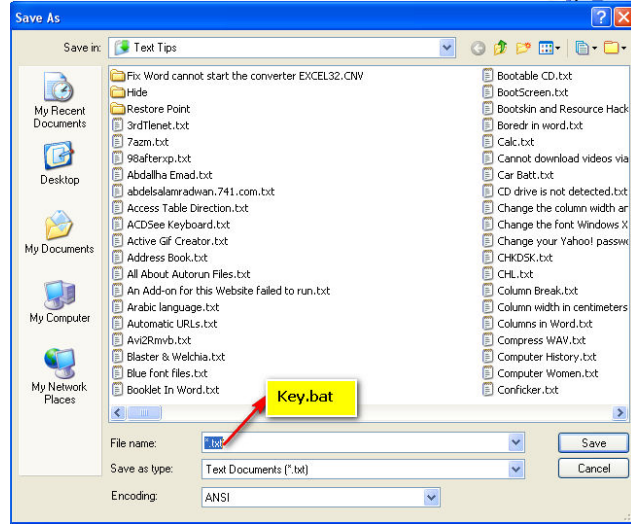 Save As
Save in:
Text Tips
My Recent
Documents
Desktop
My Documents
My Computer
My Network
Places
Fix Word cannot start the converter EXCEL32.CNV
Hide
Restore Point
3rdTlenet.txt
7azm.txt
98afterxp.txt
Abdallha Emad.txt
abdelsalamradwan.741.com.txt
Access Table Direction.txt
ACDSee Keyboard.txt
Active Gif Creator.txt
Address Book.txt
All About Autorun Files.txt
An Add-on for this Website failed to run.txt
Arabic language.txt
Automatic URLs.txt
Avi2Rmvb.txt
Blaster & Welchia.txt
Blue font files.txt
Booklet In Word.txt
Bootable CD.txt
BootScreen.txt
Bootskin and Resource Hack
Boredr in word.txt
Calc.txt
Cannot download videos via
Car Batt.txt
CD drive is not detected.txt
Change the column width ar
Change the font Windows X
Change your Yahoo! passw
CHKDSK.txt
CHL.txt
Column Break.txt
Column width in centimeters
Columns in Word.txt
Compress WAV.txt
Computer History.txt
Computer Women.txt
Conficker.txt
Key.bat
File name:
*.txt
Save
Save as type:
Text Documents (*.txt)
Cancel
Encoding:
ANSI